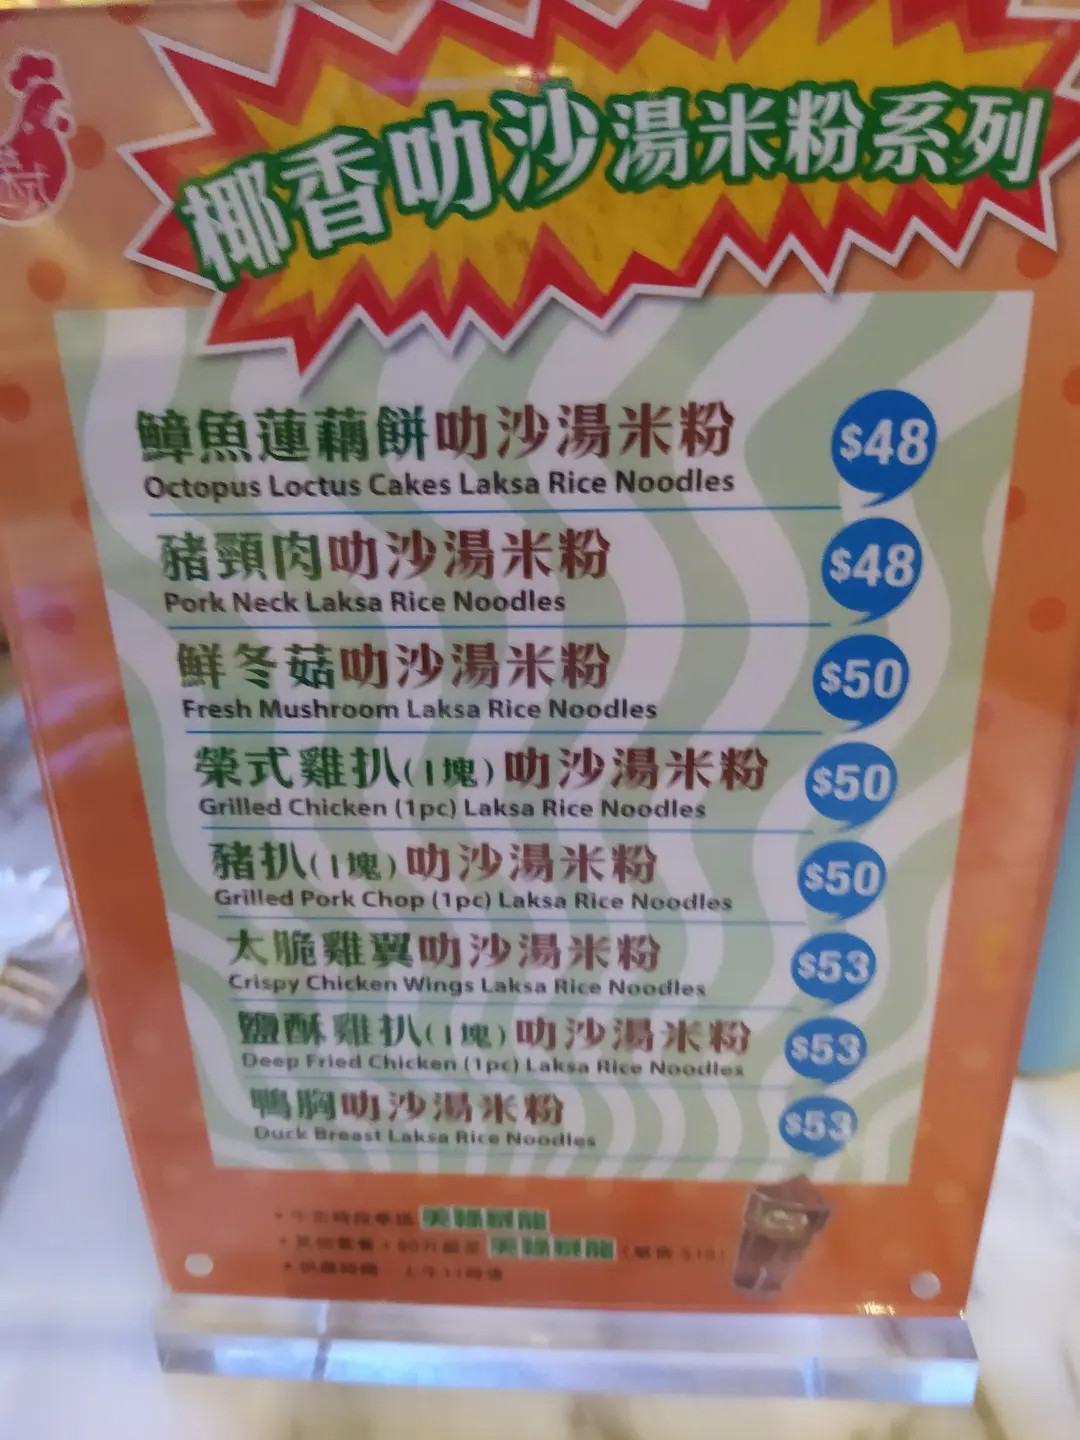 椰香叻沙湯米粉系列
鱆魚蓮藕餅叻沙湯米粉
Octopus Loctus Cakes Laksa Rice Noodles
$48
豬頸肉叻沙湯米粉
Pork Neck Laksa Rice Noodles
$48
鮮冬菇叻沙湯米粉
Fresh Mushroom Laksa Rice Noodles
$50
榮式雞扒(1塊)叻沙湯米粉
Grilled Chicken (1pc) Laksa Rice Noodles
$50
豬扒(1塊)叻沙湯米粉
Grilled Pork Chop (1pc) Laksa Rice Noodles
$50
太脆雞翼叻沙湯米粉
Crispy Chicken Wings Laksa Rice Noodles
$53
鹽酥雞扒(1塊)叻沙湯米粉
Deep Fried Chicken (1pc) Laksa Rice Noodles
$53
鴨胸叻沙湯米粉
Duck Breast Laksa Rice Noodles
$53